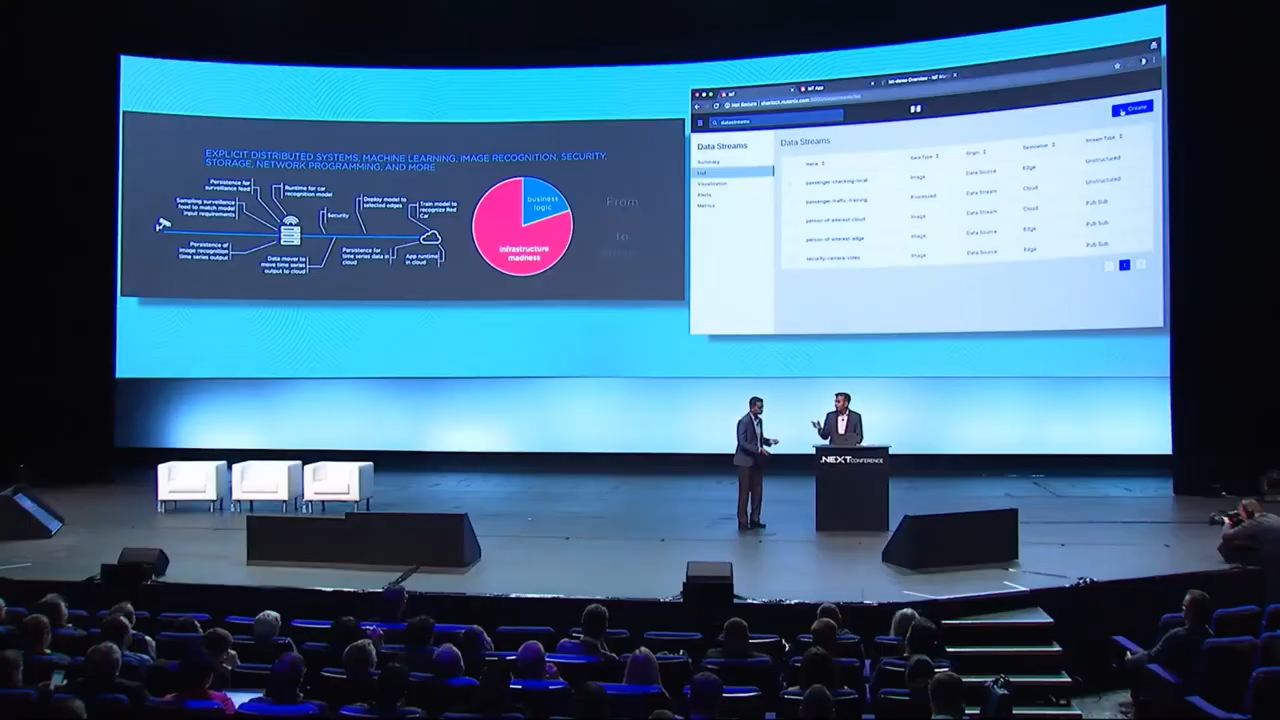 EXPLICIT DISTRIBUTED SYSTEMS, MACHINE LEARNING, IMAGE RECOGNITION, SECURITY,
STORAGE, NETWORK PROGRAMMING, AND MORE
Persistence for
surveillance feed
Runtime for car
recognition model
Sampling surveillance
feed to match model
input requirements
Security
Deploy model to
selected edges
Train model to
recognize Red
Car
Persistence of
image recognition
time series output
Data mover to
move time series
output to cloud
Persistence for
time series data in
cloud
App runtime
in cloud
business
logic
infrastructure
madness
From
to
IoT
IoT App
Not Secure
datastreams
Create
Data Streams
Summary
List
Visualization
Alerts
Metrics
Data Streams
Name
Data Type
Origin
Destination
Stream Type
passenger-checking-local
Image
Data Source
Edge
Unstructured
passenger-traffic-training
Processed
Data Stream
Cloud
Unstructured
person-of-interest-cloud
Image
Data Stream
Cloud
Pub Sub
person-of-interest-edge
Image
Data Source
Edge
Pub Sub
security-camera-video
Image
Data Source
Edge
Pub Sub
1
.NEXT CONFERENCE